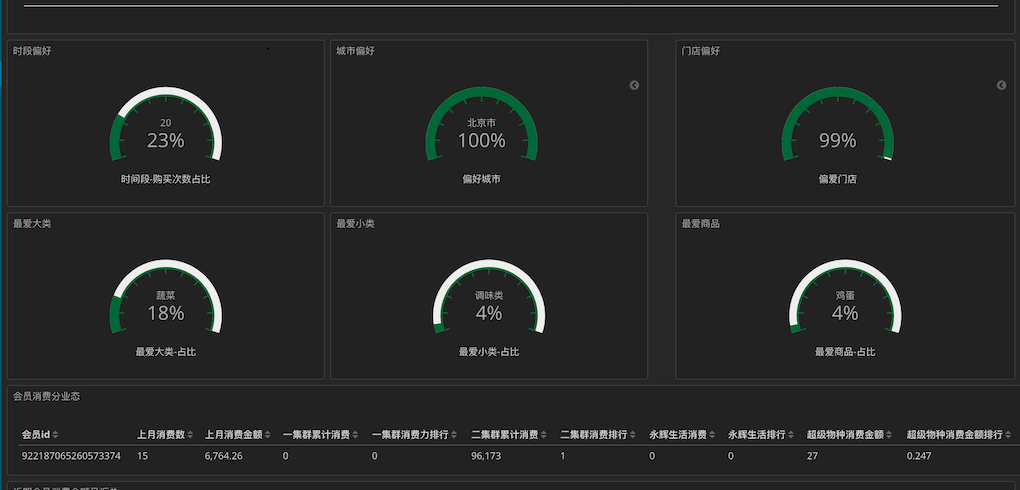 时段偏好
城市偏好
门店偏好
20
23%
时间段-购买次数占比
北京市
100%
偏好城市
99%
偏爱门店
最爱大类
最爱小类
最爱商品
蔬菜
18%
最爱大类-占比
调味类
4%
最爱小类-占比
鸡蛋
4%
最爱商品-占比
会员消费分业态
会员id 上月消费数 上月消费金额 一集群累计消费 一集群消费力排行 二集群累计消费 二集群消费排行 永辉生活消费 永辉生活排行 超级物种消费金额 超级物种消费金额排行
922187065260573374 15 6,764.26 0 0 96,173 1 0 0 27 0.247